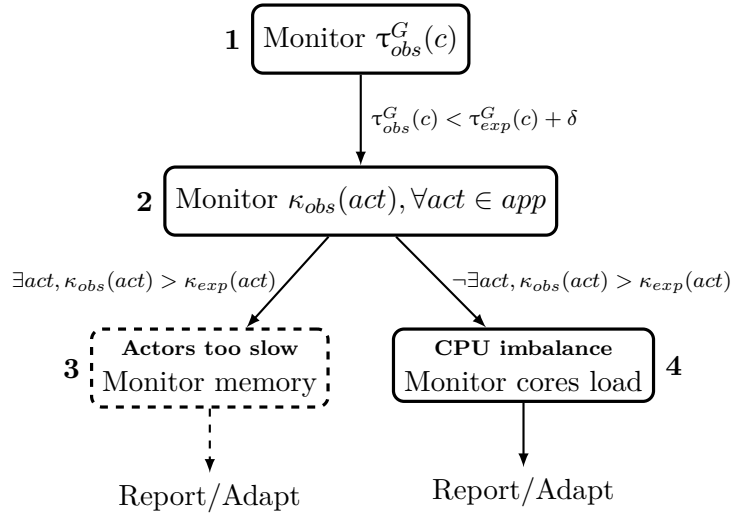 1 Monitor τ^G_obs(c)
τ^G_obs(c) < τ^G_exp(c) + δ
2 Monitor κ_obs(act), ∀act ∈ app
∃act, κ_obs(act) > κ_exp(act)
¬∃act, κ_obs(act) > κ_exp(act)
3 Actors too slow
Monitor memory
CPU imbalance 4
Monitor cores load
Report/Adapt
Report/Adapt